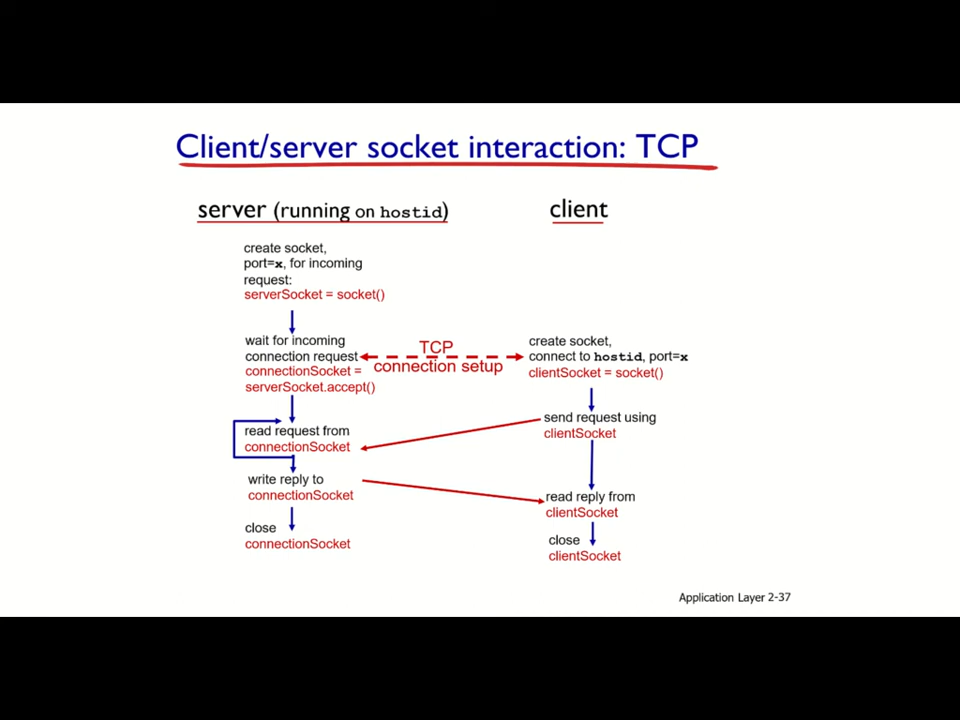 Client/server socket interaction: TCP
server (running on hostid)
client
create socket,
port=x, for incoming
request:
serverSocket = socket()
wait for incoming
connection request
connectionSocket =
serverSocket.accept()
TCP
connection setup
create socket,
connect to hostid, port=x
clientSocket = socket()
send request using
clientSocket
read request from
connectionSocket
write reply to
connectionSocket
read reply from
clientSocket
close
connectionSocket
close
clientSocket
Application Layer 2-37